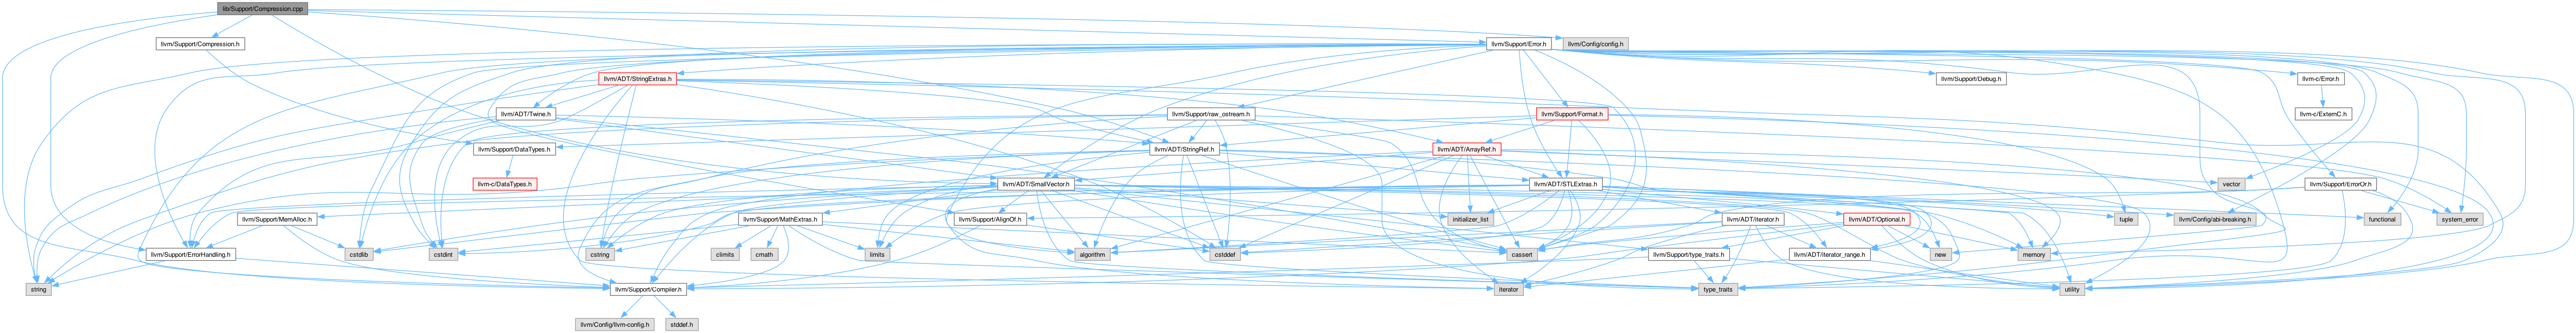 lib/Support/Compression.cpp
llvm/Support/Compression.h
llvm/Support/Error.h
llvm/Config/config.h
llvm/ADT/StringExtras.h
llvm/Support/Debug.h
llvm-c/Error.h
llvm/ADT/Twine.h
llvm/Support/raw_ostream.h
llvm/Support/Format.h
llvm-c/ExternC.h
llvm/Support/DataTypes.h
llvm/ADT/StringRef.h
llvm/ADT/ArrayRef.h
llvm-c/DataTypes.h
llvm/ADT/SmallVector.h
llvm/ADT/STLExtras.h
vector
llvm/Support/ErrorOr.h
llvm/Support/MemAlloc.h
llvm/Support/MathExtras.h
llvm/Support/AlignOf.h
initializer_list
llvm/ADT/iterator.h
llvm/ADT/Optional.h
tuple
llvm/Config/abi-breaking.h
functional
system_error
llvm/Support/ErrorHandling.h
cstdlib
cstdint
cstring
climits
cmath
limits
algorithm
cstddef
cassert
llvm/Support/type_traits.h
llvm/ADT/iterator_range.h
new
memory
string
llvm/Support/Compiler.h
iterator
type_traits
utility
llvm/Config/llvm-config.h
stddef.h